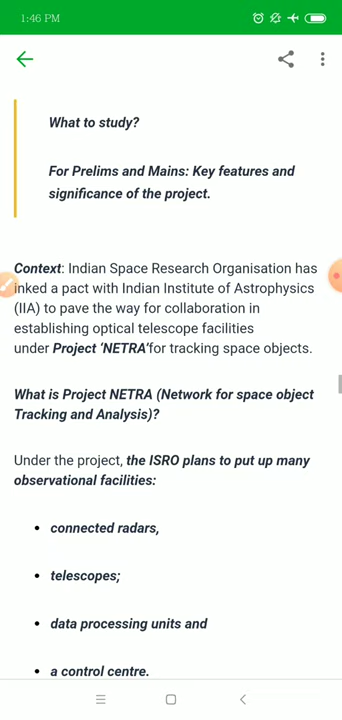 1:46 PM
What to study?
For Prelims and Mains: Key features and
significance of the project.
Context: Indian Space Research Organisation has
inked a pact with Indian Institute of Astrophysics
(IIA) to pave the way for collaboration in
establishing optical telescope facilities
under Project ‘NETRA’for tracking space objects.
What is Project NETRA (Network for space object
Tracking and Analysis)?
Under the project, the ISRO plans to put up many
observational facilities:
• connected radars,
• telescopes;
• data processing units and
• a control centre.